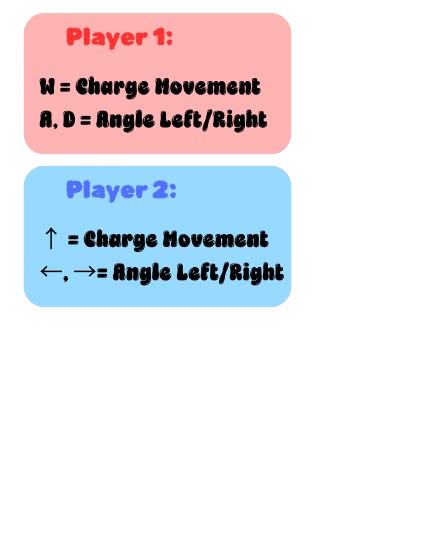 Player 1:
W = Charge Movement
A, D = Angle Left/Right
Player 2:
↑ = Charge Movement
←, →= Angle Left/Right